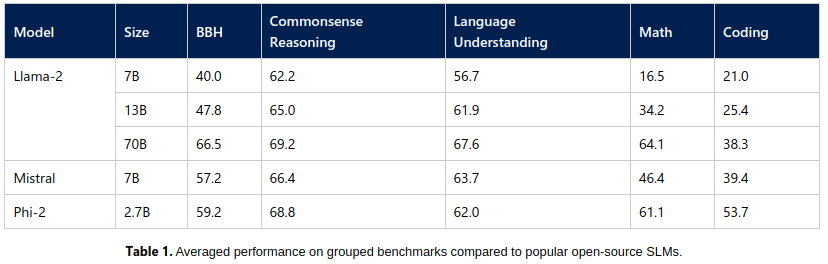 Model Size BBH Commonsense Reasoning Language Understanding Math Coding
Llama-2 7B 40.0 62.2 56.7 16.5 21.0
13B 47.8 65.0 61.9 34.2 25.4
70B 66.5 69.2 67.6 64.1 38.3
Mistral 7B 57.2 66.4 63.7 46.4 39.4
Phi-2 2.7B 59.2 68.8 62.0 61.1 53.7
Table 1. Averaged performance on grouped benchmarks compared to popular open-source SLMs.